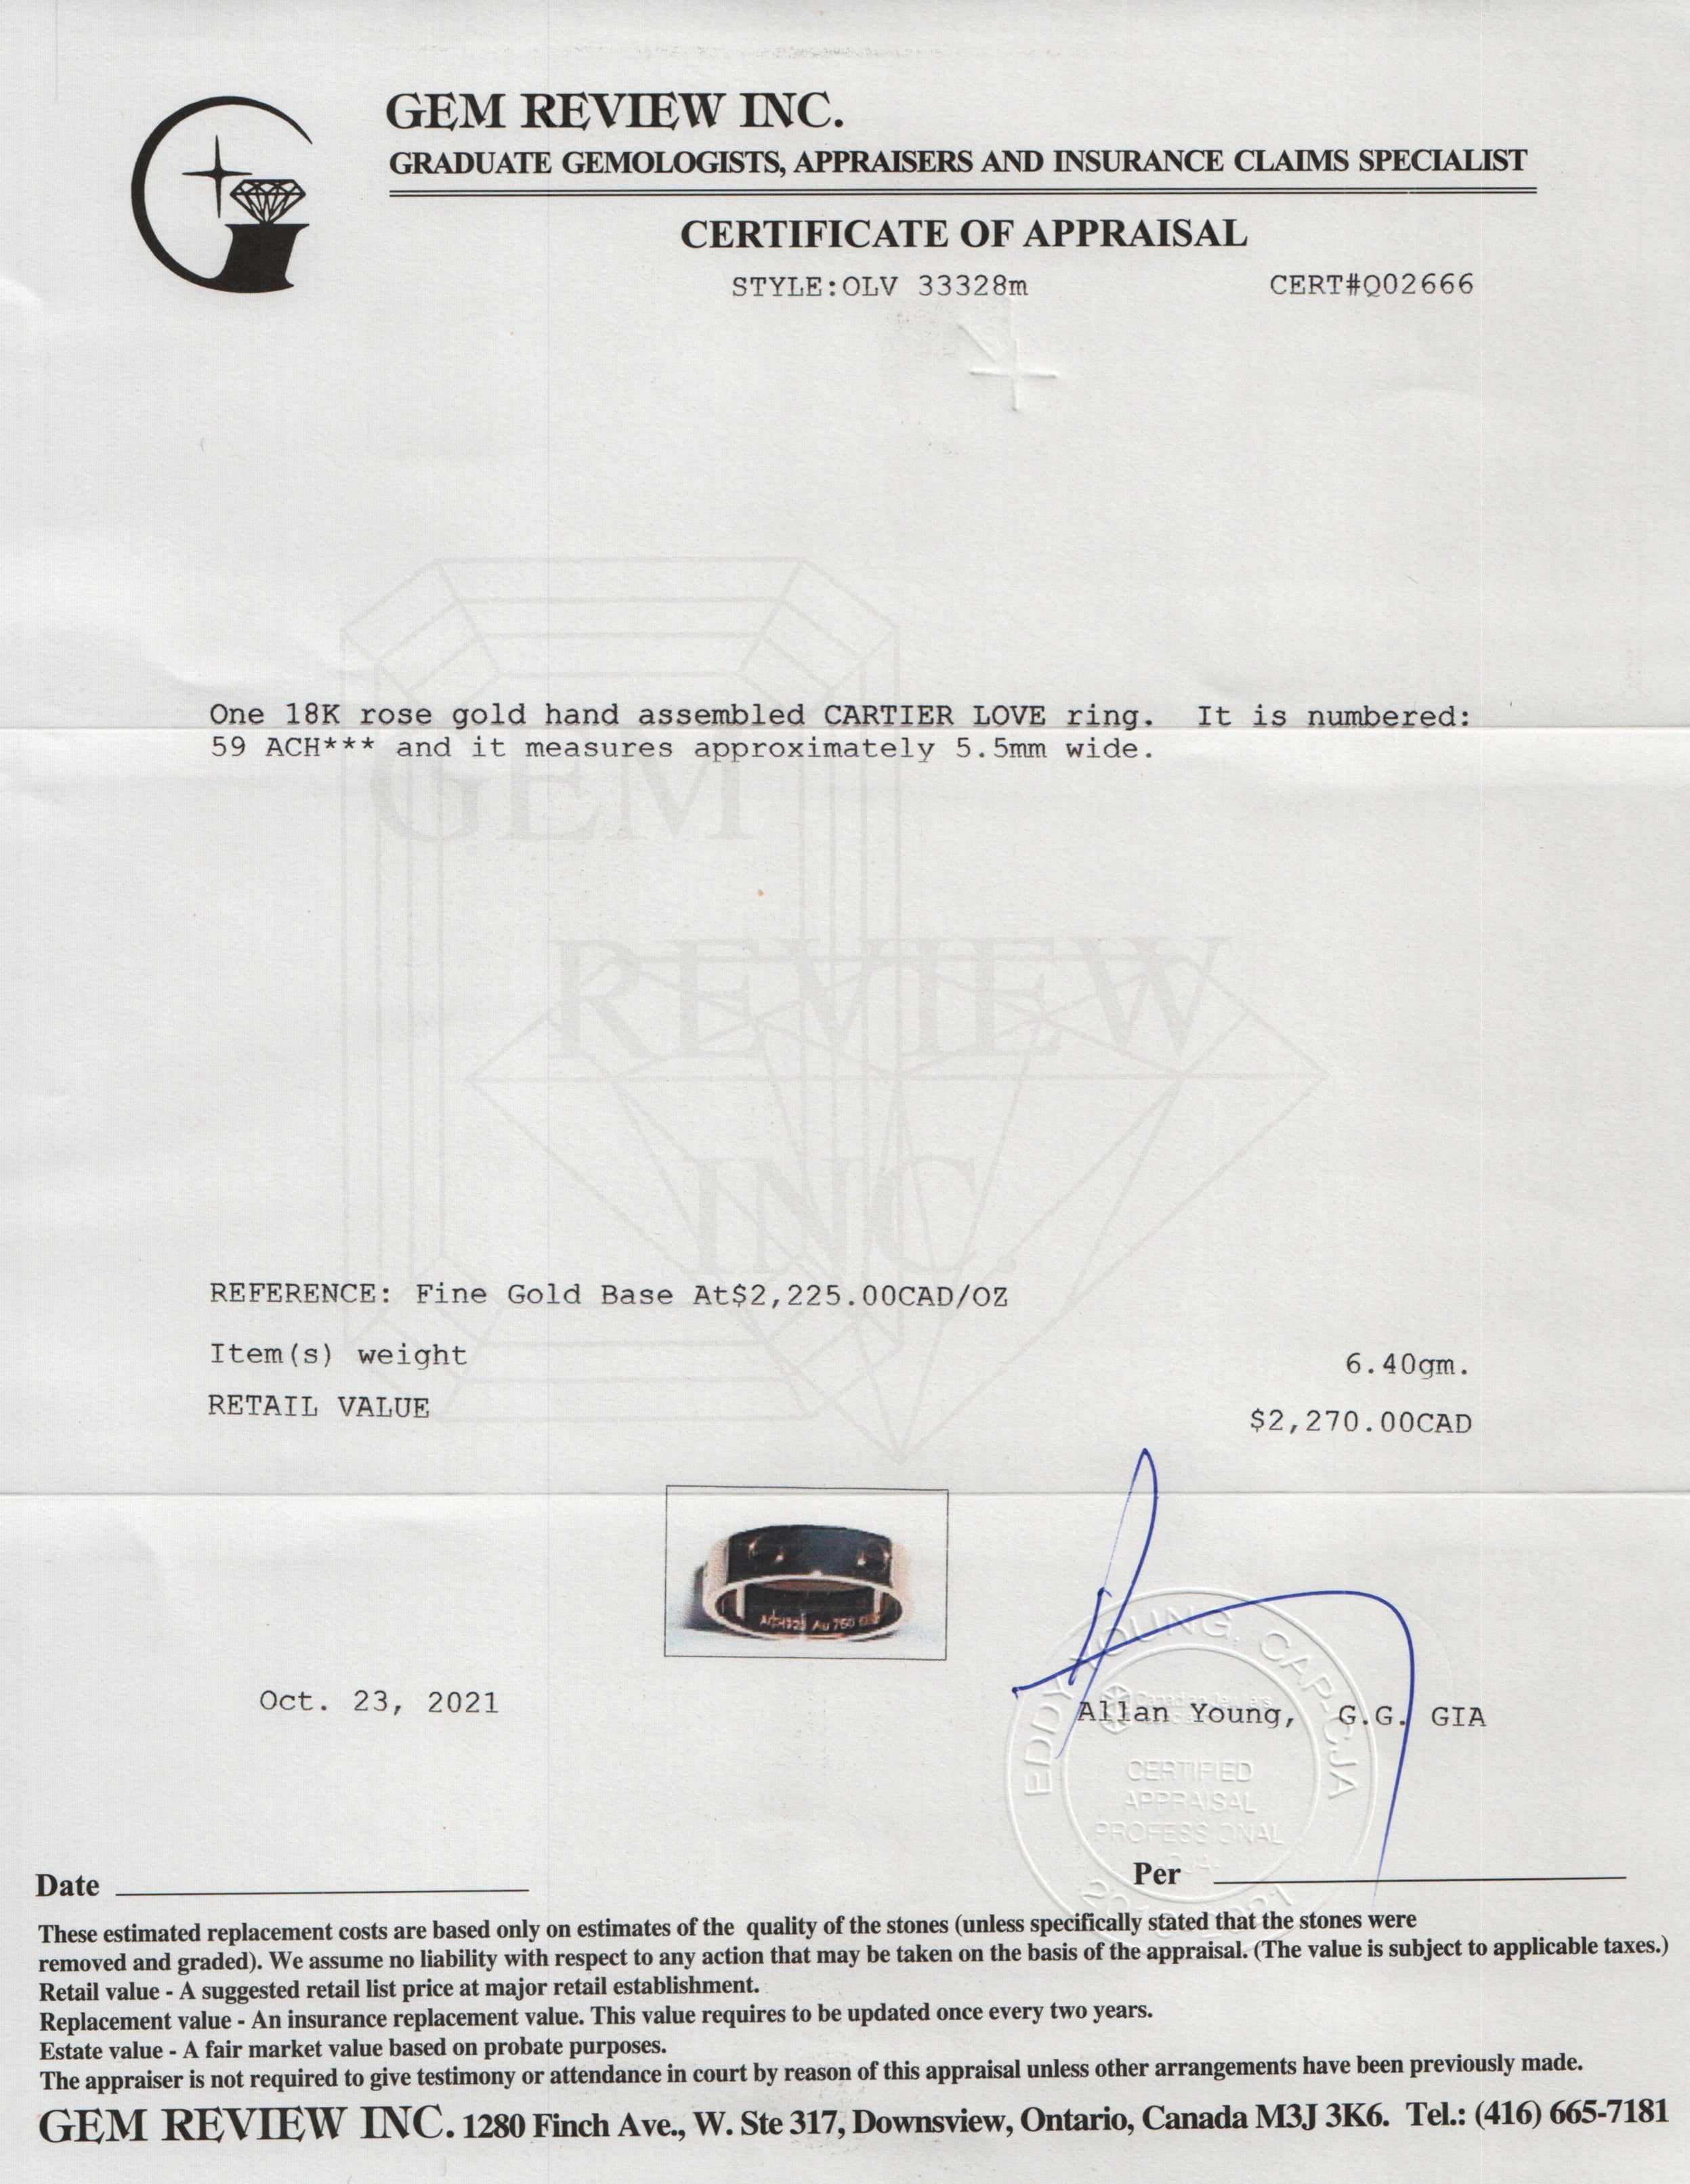 GEM REVIEW INC.
GRADUATE GEMOLOGISTS, APPRAISERS AND INSURANCE CLAIMS SPECIALIST
CERTIFICATE OF APPRAISAL
STYLE:OLV 33328m CERT#Q02666
One 18K rose gold hand assembled CARTIER LOVE ring. It is numbered:
59 ACH*** and it measures approximately 5.5mm wide.
GEM
REVIEW
INC.
REFERENCE: Fine Gold Base At$2,225.00CAD/OZ
Item(s) weight 6.40gm.
RETAIL VALUE $2,270.00CAD
Au 750
Oct. 23, 2021
Allan Young, G.G. GIA
EDDY YOUNG, CAP-CJA
CERTIFIED
APPRAISAL
PROFESSIONAL
Date
Per
These estimated replacement costs are based only on estimates of the quality of the stones (unless specifically stated that the stones were
removed and graded). We assume no liability with respect to any action that may be taken on the basis of the appraisal. (The value is subject to applicable taxes.)
Retail value - A suggested retail list price at major retail establishment.
Replacement value - An insurance replacement value. This value requires to be updated once every two years.
Estate value - A fair market value based on probate purposes.
The appraiser is not required to give testimony or attendance in court by reason of this appraisal unless other arrangements have been previously made.
GEM REVIEW INC. 1280 Finch Ave., W. Ste 317, Downsview, Ontario, Canada M3J 3K6. Tel.: (416) 665-7181